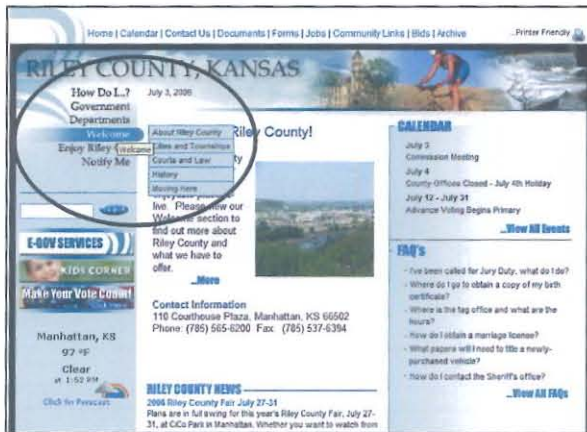 Home | Calendar | Contact Us | Documents | Forms | Jobs | Community Links | Bids | Archive
...Printer Friendly
RILEY COUNTY, KANSAS
How Do I...?
July 3, 2006
Government
Departments
Welcome
Enjoy Riley
Notify Me
Welcome
About Riley County
Cities and Townships
Courts and Law
History
Moving Here
Riley County!
live. Please view our
Welcome section to
find out more about
Riley County and
what we have to
offer.
...More
Contact Information
110 Courthouse Plaza, Manhattan, KS 66502
Phone: (785) 565-6200 Fax: (785) 537-6394
RILEY COUNTY NEWS
2006 Riley County Fair July 27-31
Plans are in full swing for this year's Riley County Fair, July 27-
31, at CiCo Park in Manhattan. Whether you want to watch from
E-GOV SERVICES
KIDS CORNER
Make Your Vote Count!
Manhattan, KS
97 °F
Clear
at 1:52 PM
Click for Forecast
CALENDAR
July 3
Commission Meeting
July 4
County Offices Closed - July 4th Holiday
July 12 - July 31
Advance Voting Begins Primary
...View All Events
FAQ's
- I've been called for Jury Duty, what do I do?
- Where do I go to obtain a copy of my birth
certificate?
- Where is the tag office and what are the
hours?
- How do I obtain a marriage license?
- What papers will I need to title a newly-
purchased vehicle?
- How do I contact the Sheriff's office?
...View All FAQs